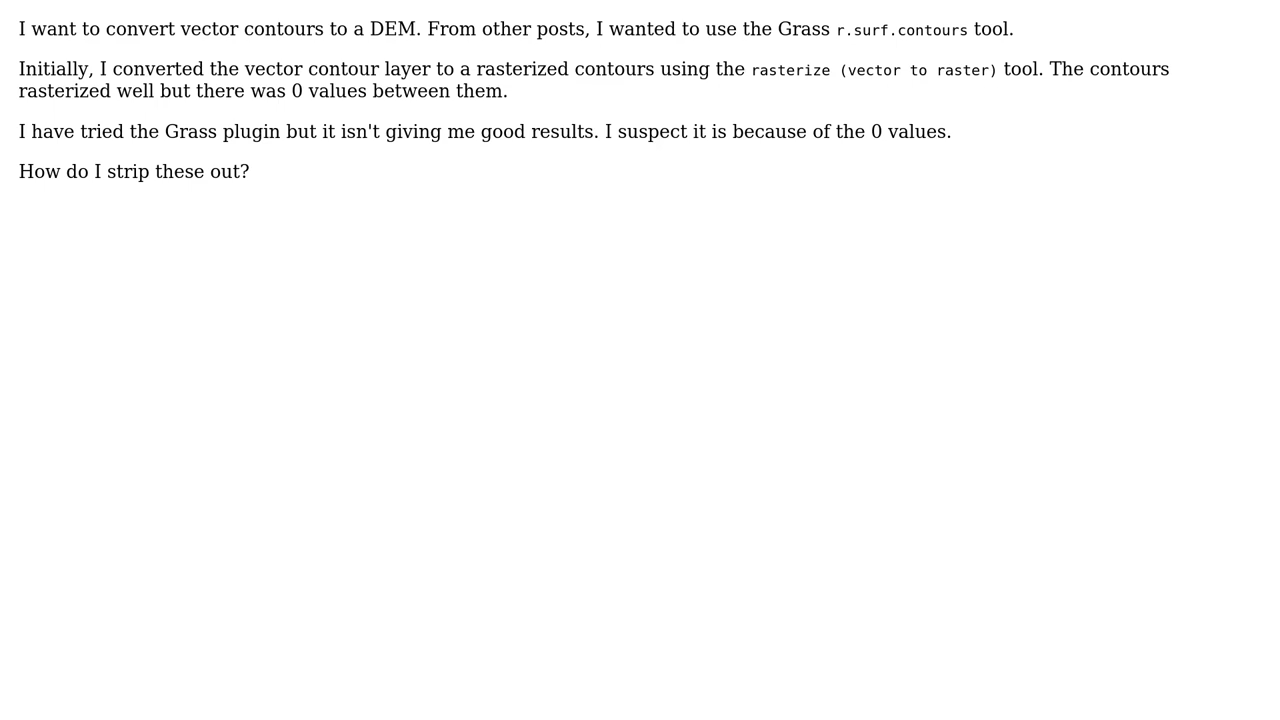 I want to convert vector contours to a DEM. From other posts, I wanted to use the Grass r.surf.contours tool.
Initially, I converted the vector contour layer to a rasterized contours using the rasterize (vector to raster) tool. The contours
rasterized well but there was 0 values between them.
I have tried the Grass plugin but it isn't giving me good results. I suspect it is because of the 0 values.
How do I strip these out?